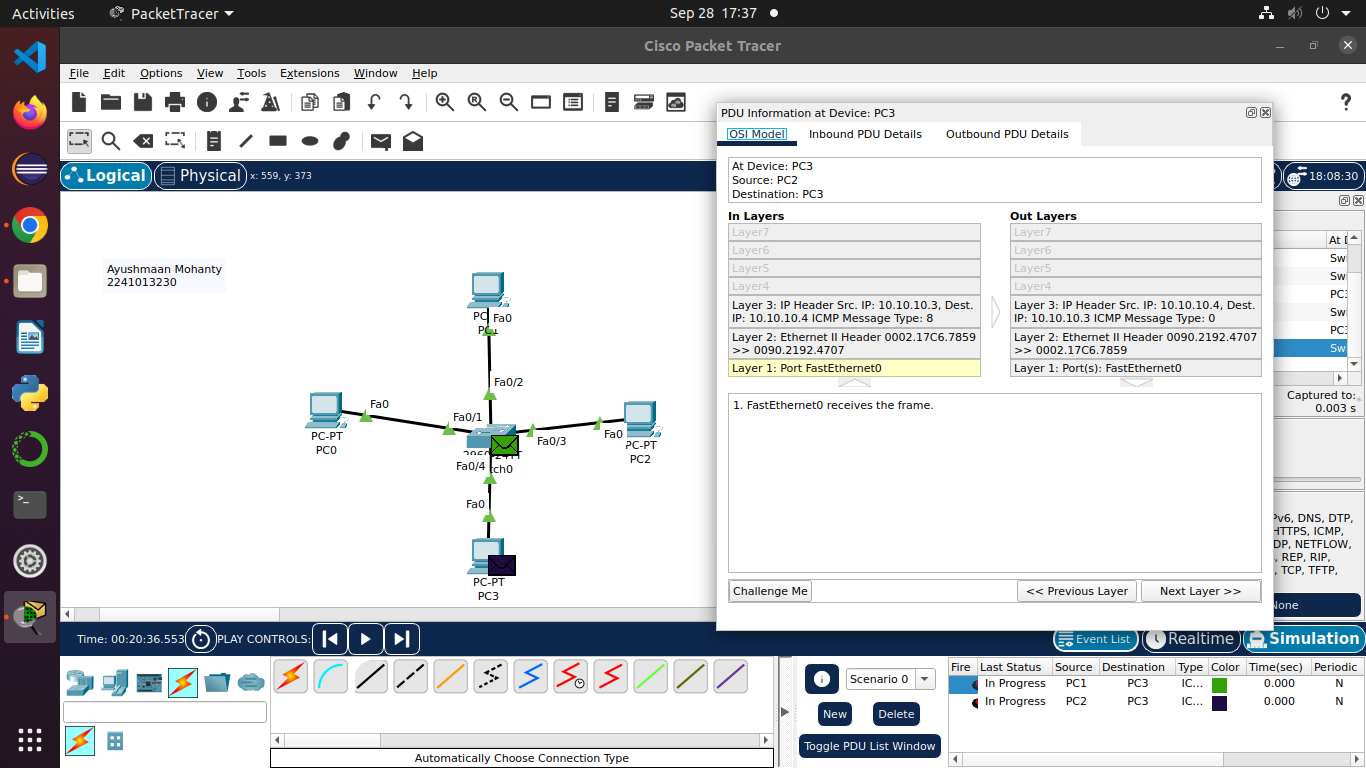 Activities
PacketTracer
Sep 28 17:37
Cisco Packet Tracer
File Edit Options View Tools Extensions Window Help
PDU Information at Device: PC3
OSI Model
Inbound PDU Details
Outbound PDU Details
Logical
Physical
x: 559, y: 373
18:08:30
At Device: PC3
Source: PC2
Destination: PC3
In Layers
Out Layers
Layer7
Layer7
Layer6
Layer6
Layer5
Layer5
Layer4
Layer4
Layer 3: IP Header Src. IP: 10.10.10.3, Dest.
IP: 10.10.10.4 ICMP Message Type: 8
Layer 3: IP Header Src. IP: 10.10.10.4, Dest.
IP: 10.10.10.3 ICMP Message Type: 0
Layer 2: Ethernet II Header 0002.17C6.7859
>> 0090.2192.4707
Layer 2: Ethernet II Header 0090.2192.4707
>> 0002.17C6.7859
Layer 1: Port FastEthernet0
Layer 1: Port(s): FastEthernet0
1. FastEthernet0 receives the frame.
Challenge Me
<< Previous Layer
Next Layer >>
Ayushmaan Mohanty
2241013230
Fa0
Fa0/2
Fa0
Fa0/1
PC-PT
PC0
Fa0/3
Fa0
PC-PT
PC2
Fa0/4
tch0
Fa0
PC-PT
PC3
At
PC3
PC3
Captured to:
0.003 s
Pv6, DNS, DTP,
HTTPS, ICMP,
DP, NETFLOW,
, REP, RIP,
, TCP, TFTP,
None
Time: 00:20:36.553
PLAY CONTROLS:
Event List
Realtime
Simulation
Automatically Choose Connection Type
Scenario 0
New
Delete
Toggle PDU List Window
Fire Last Status Source Destination Type Color Time(sec) Periodic
In Progress PC1 PC3 IC... 0.000 N
In Progress PC2 PC3 IC... 0.000 N